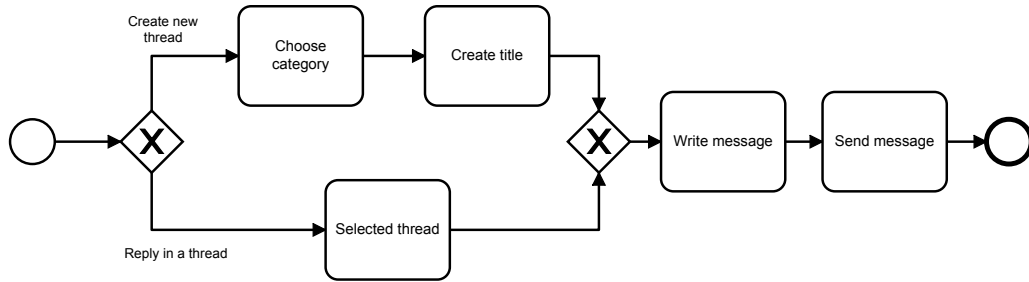 Create new
thread
Choose
category
Create title
Write message
Send message
Selected thread
Reply in a thread